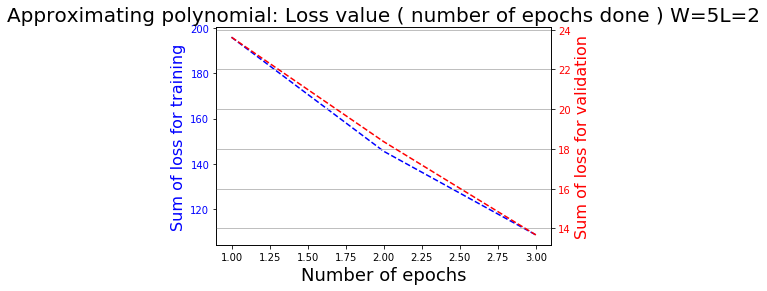 Approximating polynomial: Loss value ( number of epochs done ) W=5L=2
Sum of loss for training
200
180
160
140
120
24
22
20
18
16
14
Sum of loss for validation
1.00 1.25 1.50 1.75 2.00 2.25 2.50 2.75 3.00
Number of epochs